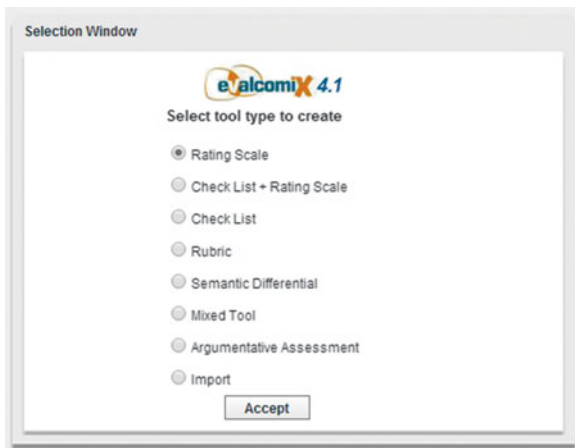 Selection Window
evalcomix 4.1
Select tool type to create
Rating Scale
Check List + Rating Scale
Check List
Rubric
Semantic Differential
Mixed Tool
Argumentative Assessment
Import
Accept